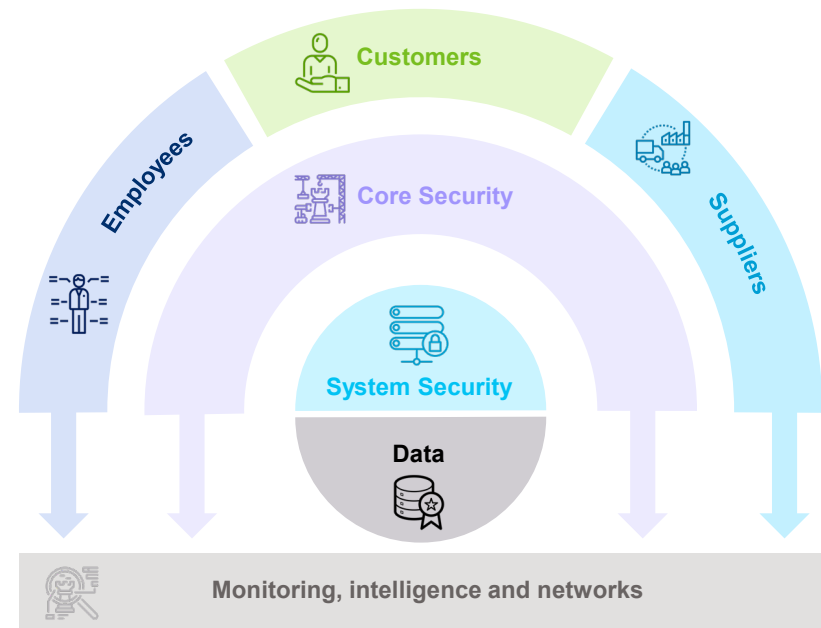 Customers
Employees
Suppliers
Core Security
System Security
Data
Monitoring, intelligence and networks